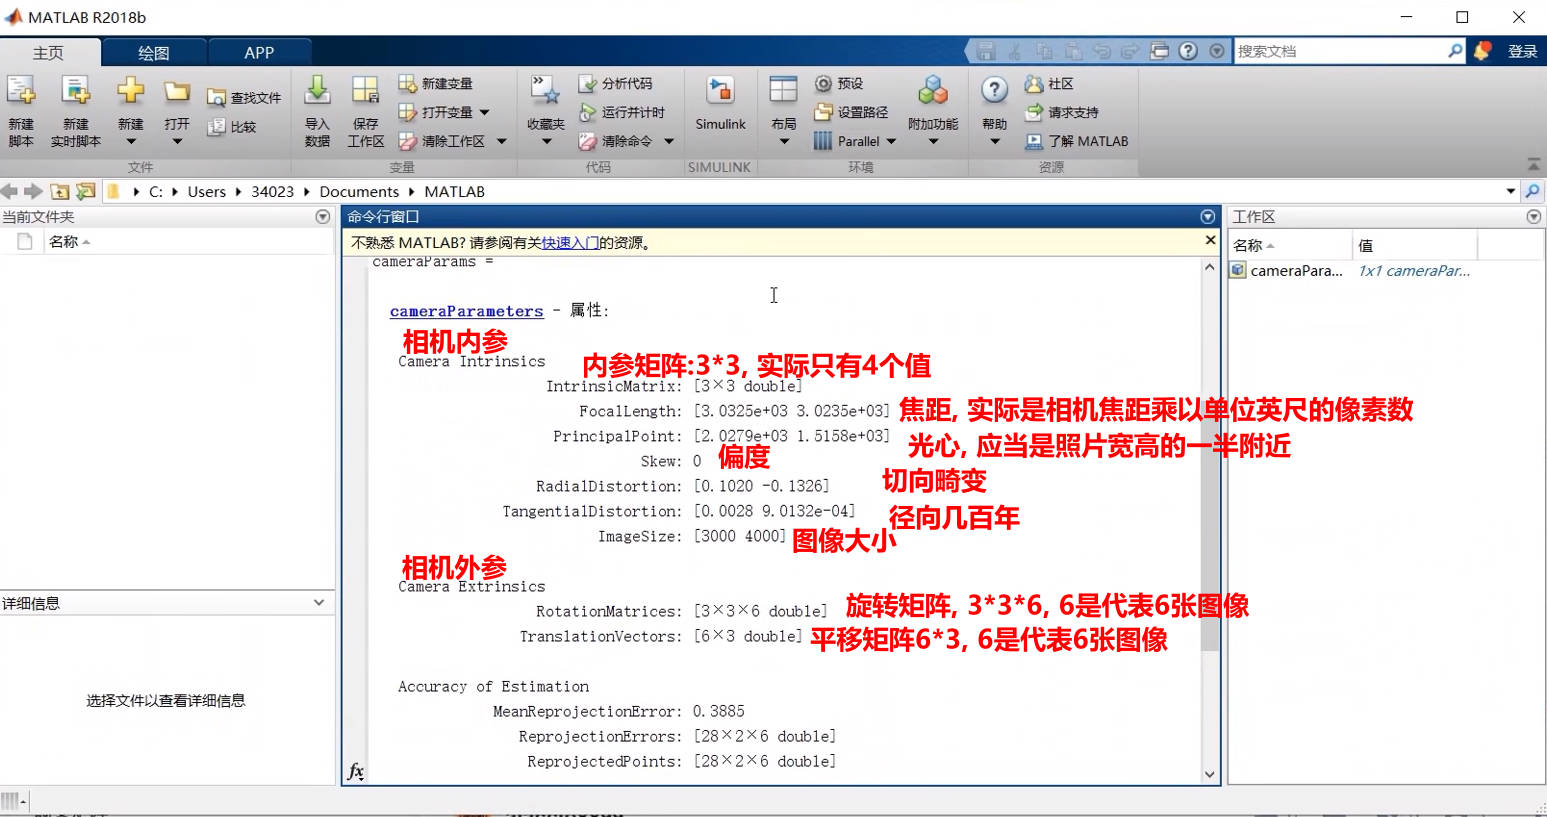 MATLAB R2018b
主页 绘图 APP
搜索文档 登录
新建脚本
新建实时脚本
新建
打开
查找文件
比较
导入数据
保存工作区
新建变量
打开变量
清除工作区
收藏夹
分析代码
运行并计时
清除命令
Simulink
布局
预设
设置路径
Parallel
附加功能
帮助
社区
请求支持
了解 MATLAB
文件 变量 代码 SIMULINK 环境 资源
C: Users 34023 Documents MATLAB
当前文件夹
名称
命令行窗口
不熟悉 MATLAB? 请参阅有关快速入门的资源。
cameraParams =
cameraParameters - 属性:
相机内参
Camera Intrinsics
内参矩阵:3*3, 实际只有4个值
IntrinsicMatrix: [3×3 double]
FocalLength: [3.0325e+03 3.0235e+03] 焦距, 实际是相机焦距乘以单位英尺的像素数
PrincipalPoint: [2.0279e+03 1.5158e+03] 光心, 应当是照片宽高的一半附近
Skew: 0 偏度
RadialDistortion: [0.1020 -0.1326] 切向畸变
TangentialDistortion: [0.0028 9.0132e-04] 径向几百年
ImageSize: [3000 4000] 图像大小
相机外参
Camera Extrinsics
RotationMatrices: [3×3×6 double] 旋转矩阵, 3*3*6, 6是代表6张图像
TranslationVectors: [6×3 double] 平移矩阵6*3, 6是代表6张图像
Accuracy of Estimation
MeanReprojectionError: 0.3885
ReprojectionErrors: [28×2×6 double]
ReprojectedPoints: [28×2×6 double]
fx
工作区
名称 值
cameraPara... 1x1 cameraPar...
详细信息
选择文件以查看详细信息